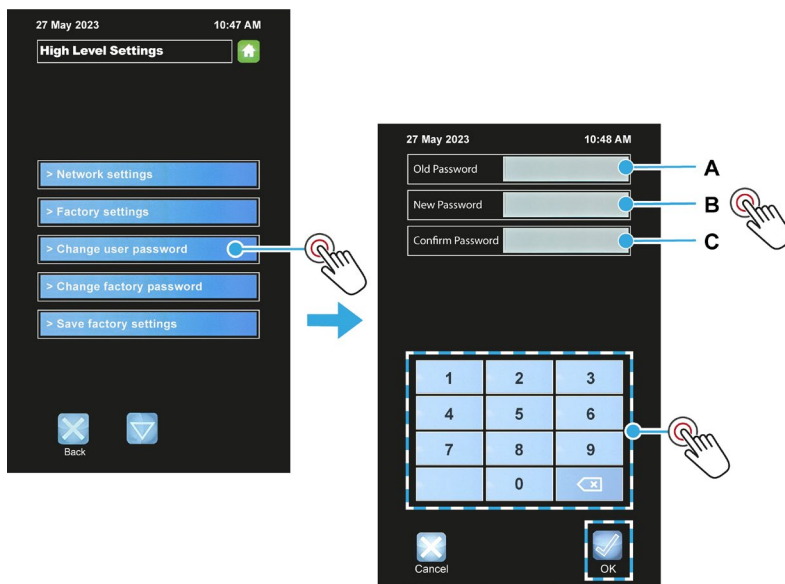 27 May 2023 10:47 AM
High Level Settings
> Network settings
> Factory settings
> Change user password
> Change factory password
> Save factory settings
Back
27 May 2023 10:48 AM
Old Password A
New Password B
Confirm Password C
1 2 3
4 5 6
7 8 9
0
Cancel OK